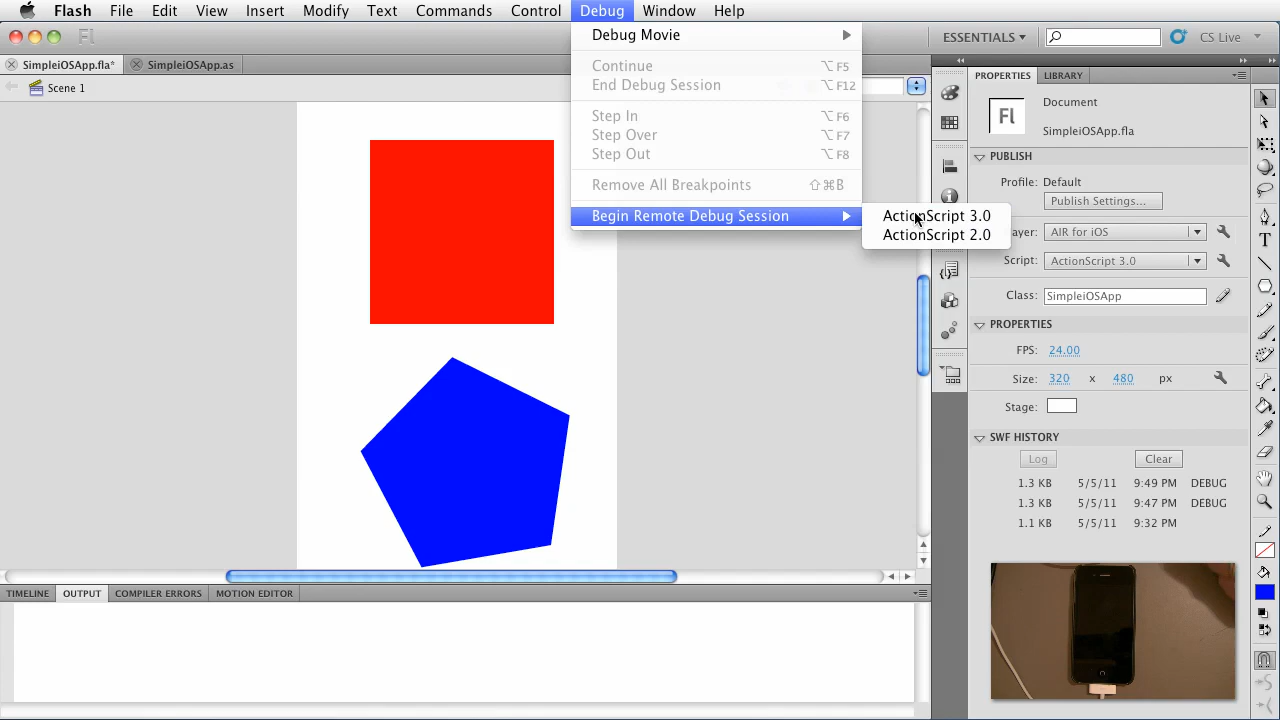 Flash File Edit View Insert Modify Text Commands Control Debug Window Help
Fl ESSENTIALS CS Live
SimpleiOSApp.fla* SimpleiOSApp.as
Scene 1
Debug Movie
Continue ⌥F5
End Debug Session ⌥F12
Step In ⌥F6
Step Over ⌥F7
Step Out ⌥F8
Remove All Breakpoints ⇧⌘B
Begin Remote Debug Session
ActionScript 3.0
ActionScript 2.0
PROPERTIES LIBRARY
Fl
Document
SimpleiOSApp.fla
PUBLISH
Profile: Default
Publish Settings...
AIR for iOS
Script: ActionScript 3.0
Class: SimpleiOSApp
PROPERTIES
FPS: 24.00
Size: 320 x 480 px
Stage:
SWF HISTORY
Log Clear
1.3 KB 5/5/11 9:49 PM DEBUG
1.3 KB 5/5/11 9:47 PM DEBUG
1.1 KB 5/5/11 9:32 PM
TIMELINE OUTPUT COMPILER ERRORS MOTION EDITOR